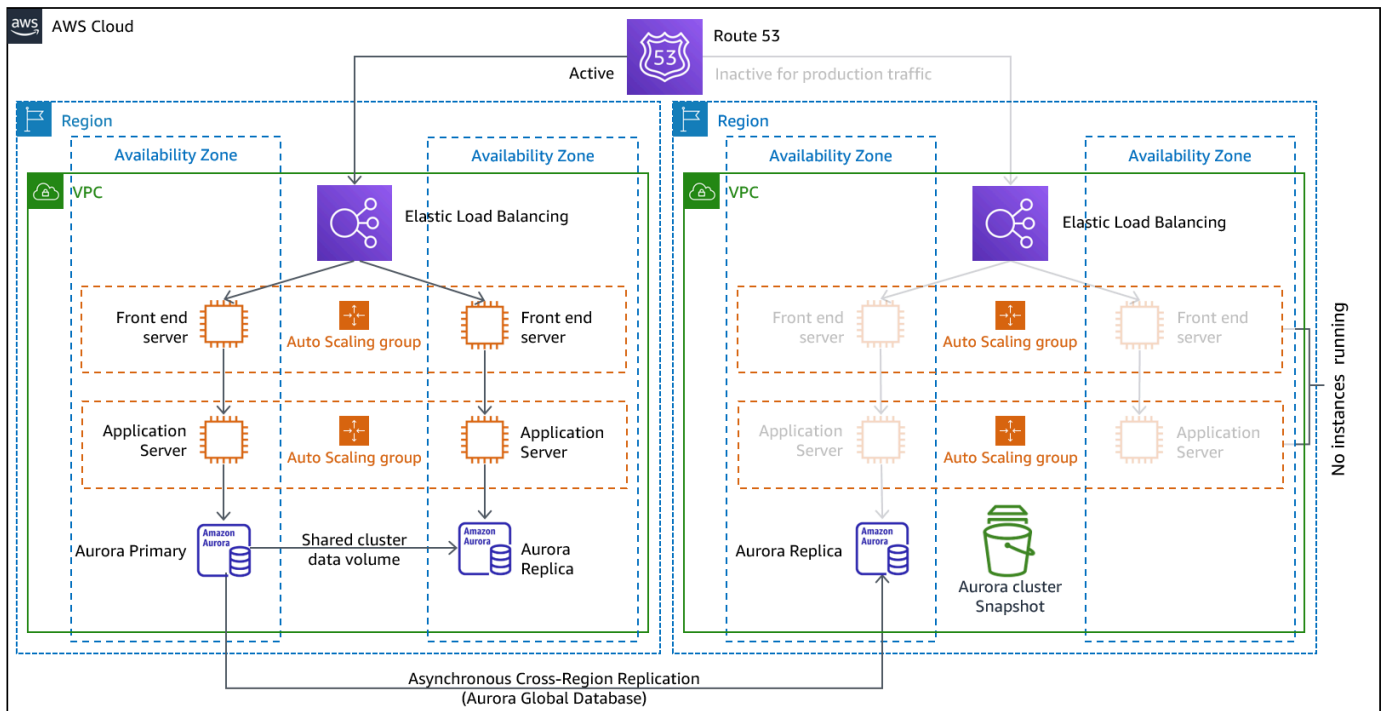 aws
AWS Cloud
53
Route 53
Active
Inactive for production traffic
Region
Availability Zone
Availability Zone
VPC
Elastic Load Balancing
Front end
server
Auto Scaling group
Front end
server
Application
Server
Auto Scaling group
Application
Server
Aurora Primary
Amazon
Aurora
Shared cluster
data volume
Amazon
Aurora
Aurora
Replica
Region
Availability Zone
Availability Zone
VPC
Elastic Load Balancing
Front end
server
Auto Scaling group
Front end
server
Application
Server
Auto Scaling group
Application
Server
No instances running
Aurora Replica
Amazon
Aurora
Aurora cluster
Snapshot
Asynchronous Cross-Region Replication
(Aurora Global Database)